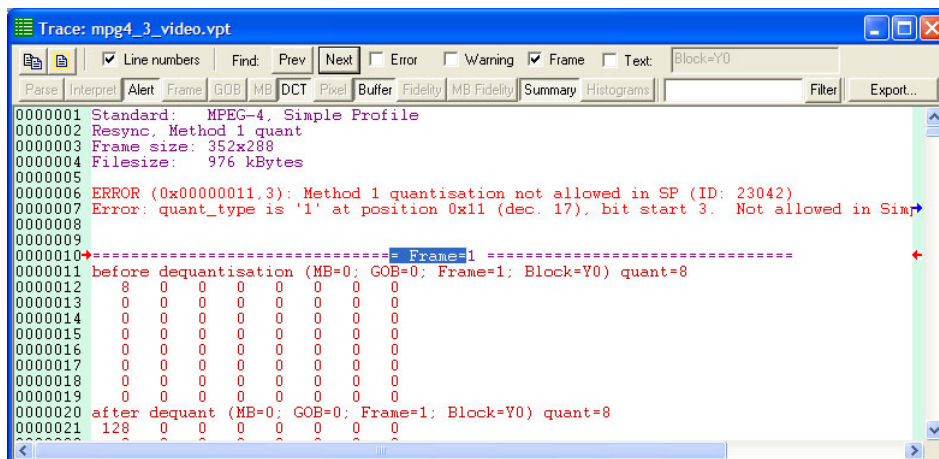 Trace: mpg4_3_video.vpt
Line numbers Find: Prev Next Error Warning Frame Text: Block=Y0
Parse Interpret Alert Frame GOB MB DCT Pixel Buffer Fidelity MB Fidelity Summary Histograms Filter Export...
0000001 Standard: MPEG-4, Simple Profile
0000002 Resync, Method 1 quant
0000003 Frame size: 352x288
0000004 Filesize: 976 kBytes
0000005
0000006 ERROR (0x00000011,3): Method 1 quantisation not allowed in SP (ID: 23042)
0000007 Error: quant_type is '1' at position 0x11 (dec. 17), bit start 3. Not allowed in Simp
0000008
0000009
0000010 ================================= Frame=1 =================================
0000011 before dequantisation (MB=0; GOB=0; Frame=1; Block=Y0) quant=8
0000012 8 0 0 0 0 0 0 0
0000013 0 0 0 0 0 0 0 0
0000014 0 0 0 0 0 0 0 0
0000015 0 0 0 0 0 0 0 0
0000016 0 0 0 0 0 0 0 0
0000017 0 0 0 0 0 0 0 0
0000018 0 0 0 0 0 0 0 0
0000019 0 0 0 0 0 0 0 0
0000020 after dequant (MB=0; GOB=0; Frame=1; Block=Y0) quant=8
0000021 128 0 0 0 0 0 0 0